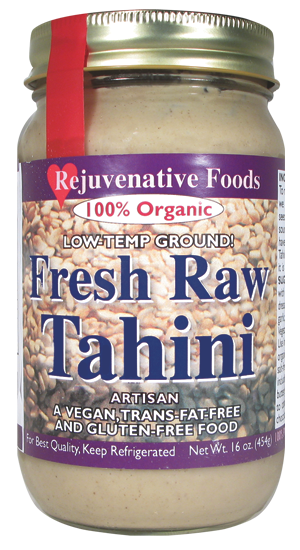 Rejuvenative Foods
100% Organic
LOW-TEMP GROUND!
Fresh Raw
Tahini
ARTISAN
A VEGAN, TRANS-FAT-FREE
AND GLUTEN-FREE FOOD
For Best Quality, Keep Refrigerated Net Wt. 16 oz. (454g)